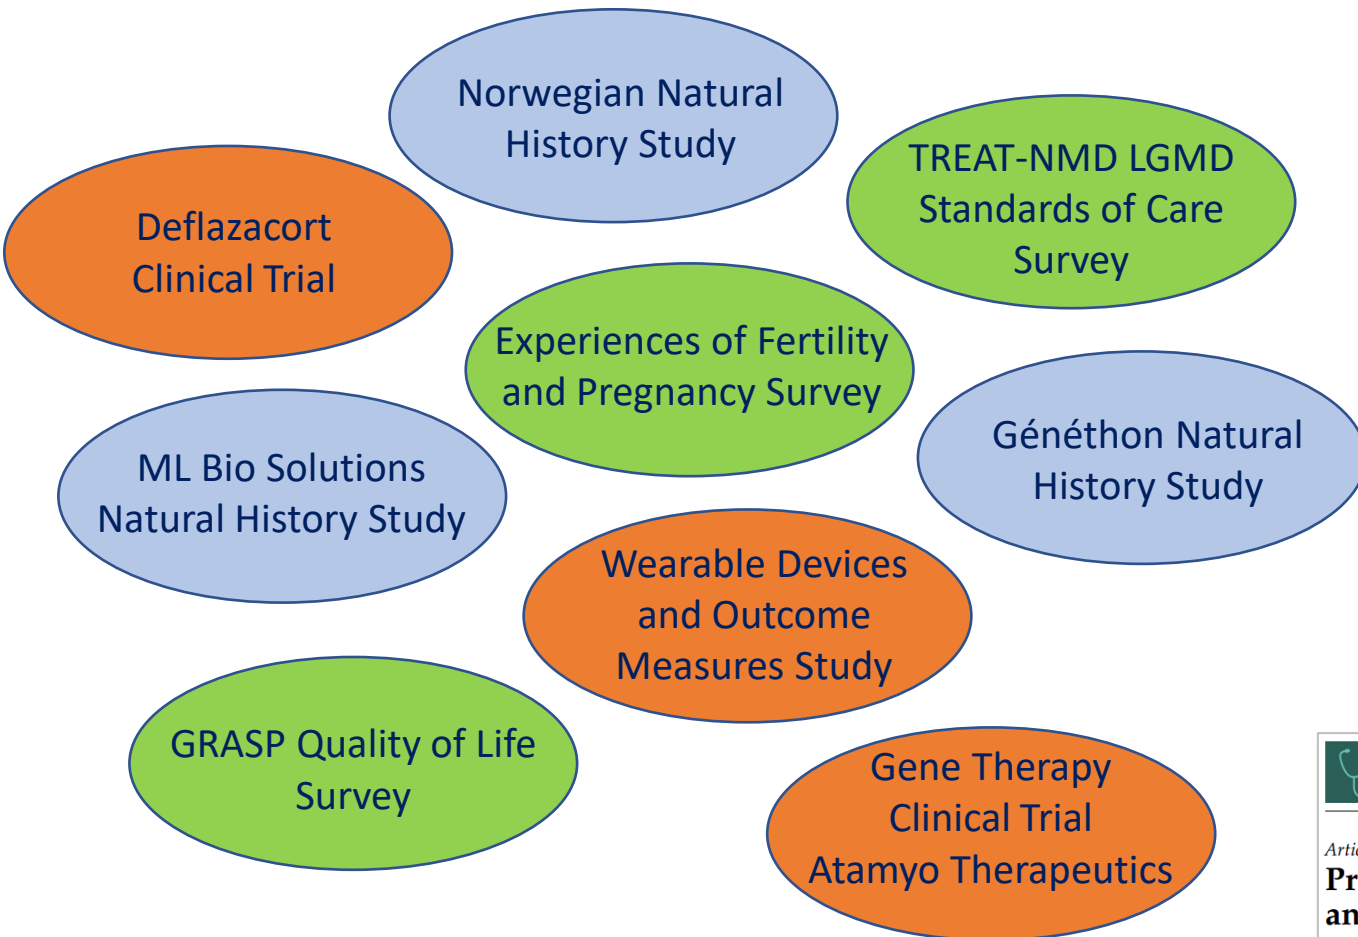 Norwegian Natural
History Study
TREAT-NMD LGMD
Standards of Care
Survey
Deflazacort
Clinical Trial
Experiences of Fertility
and Pregnancy Survey
Généthon Natural
History Study
ML Bio Solutions
Natural History Study
Wearable Devices
and Outcome
Measures Study
GRASP Quality of Life
Survey
Gene Therapy
Clinical Trial
Atamyo Therapeutics